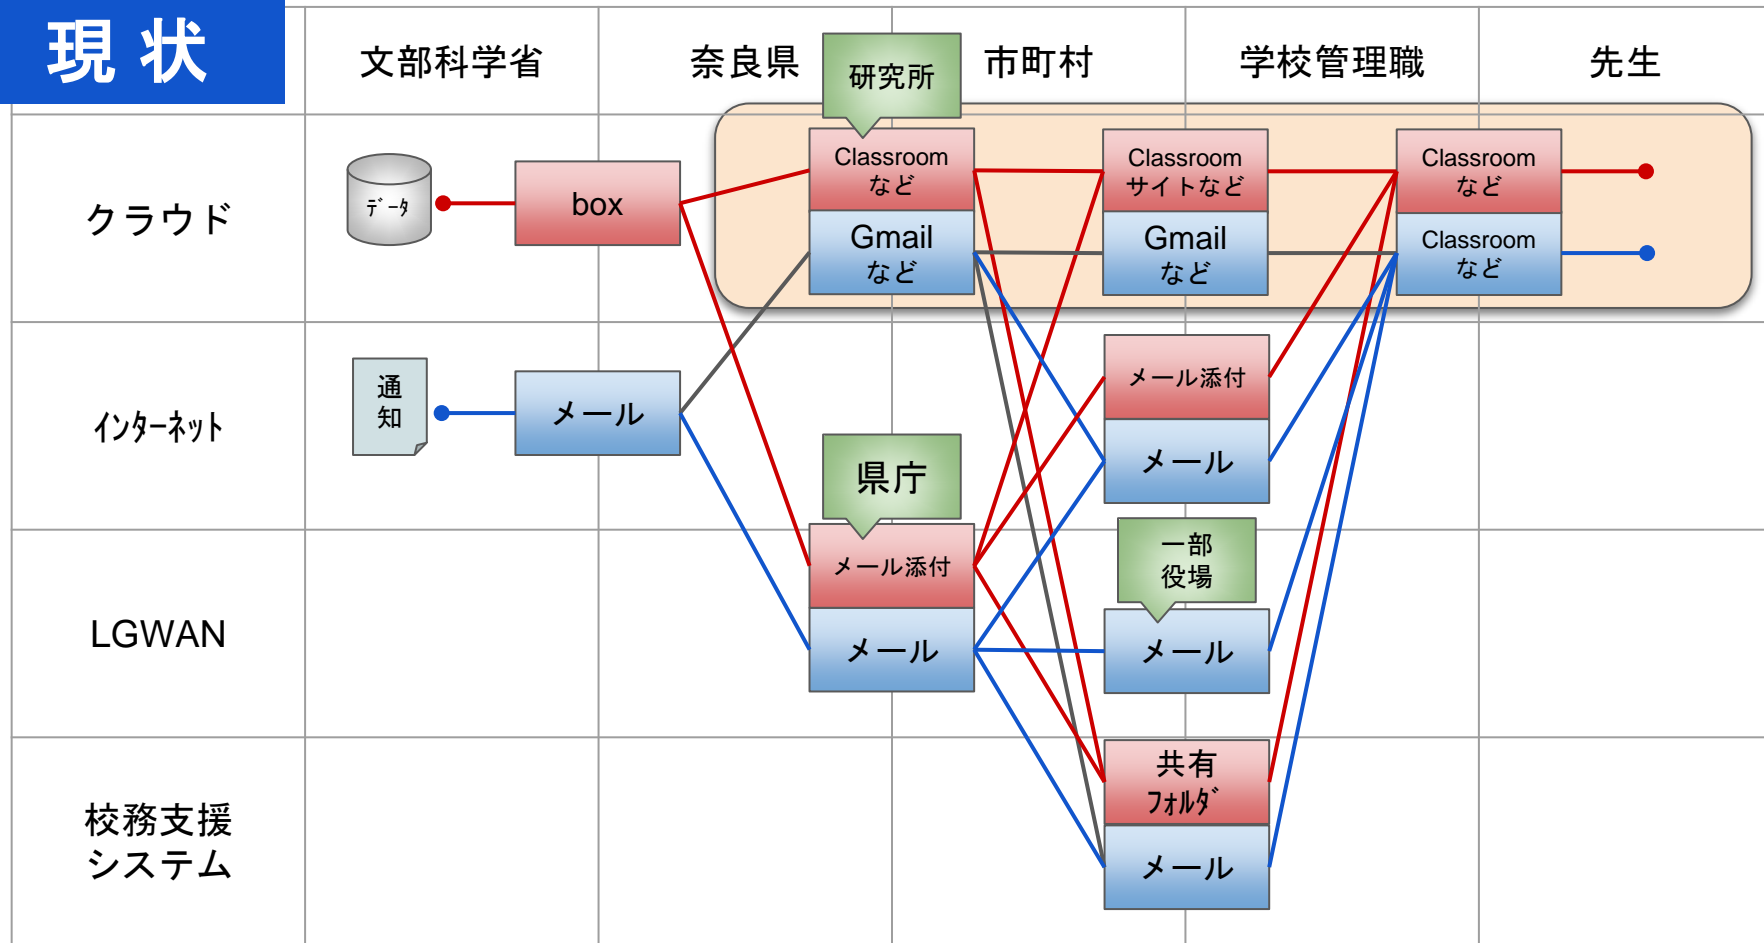 現 状
文部科学省
奈良県
研究所
市町村
学校管理職
先生
クラウド
ﾃﾞｰﾀ
box
Classroom
など
Gmail
など
Classroom
サイトなど
Gmail
など
Classroom
など
Classroom
など
ｲﾝﾀｰﾈｯﾄ
通
知
メール
メール添付
メール
県庁
LGWAN
メール添付
メール
一部
役場
メール
校務支援
システム
共有
ﾌｫﾙﾀﾞ
メール